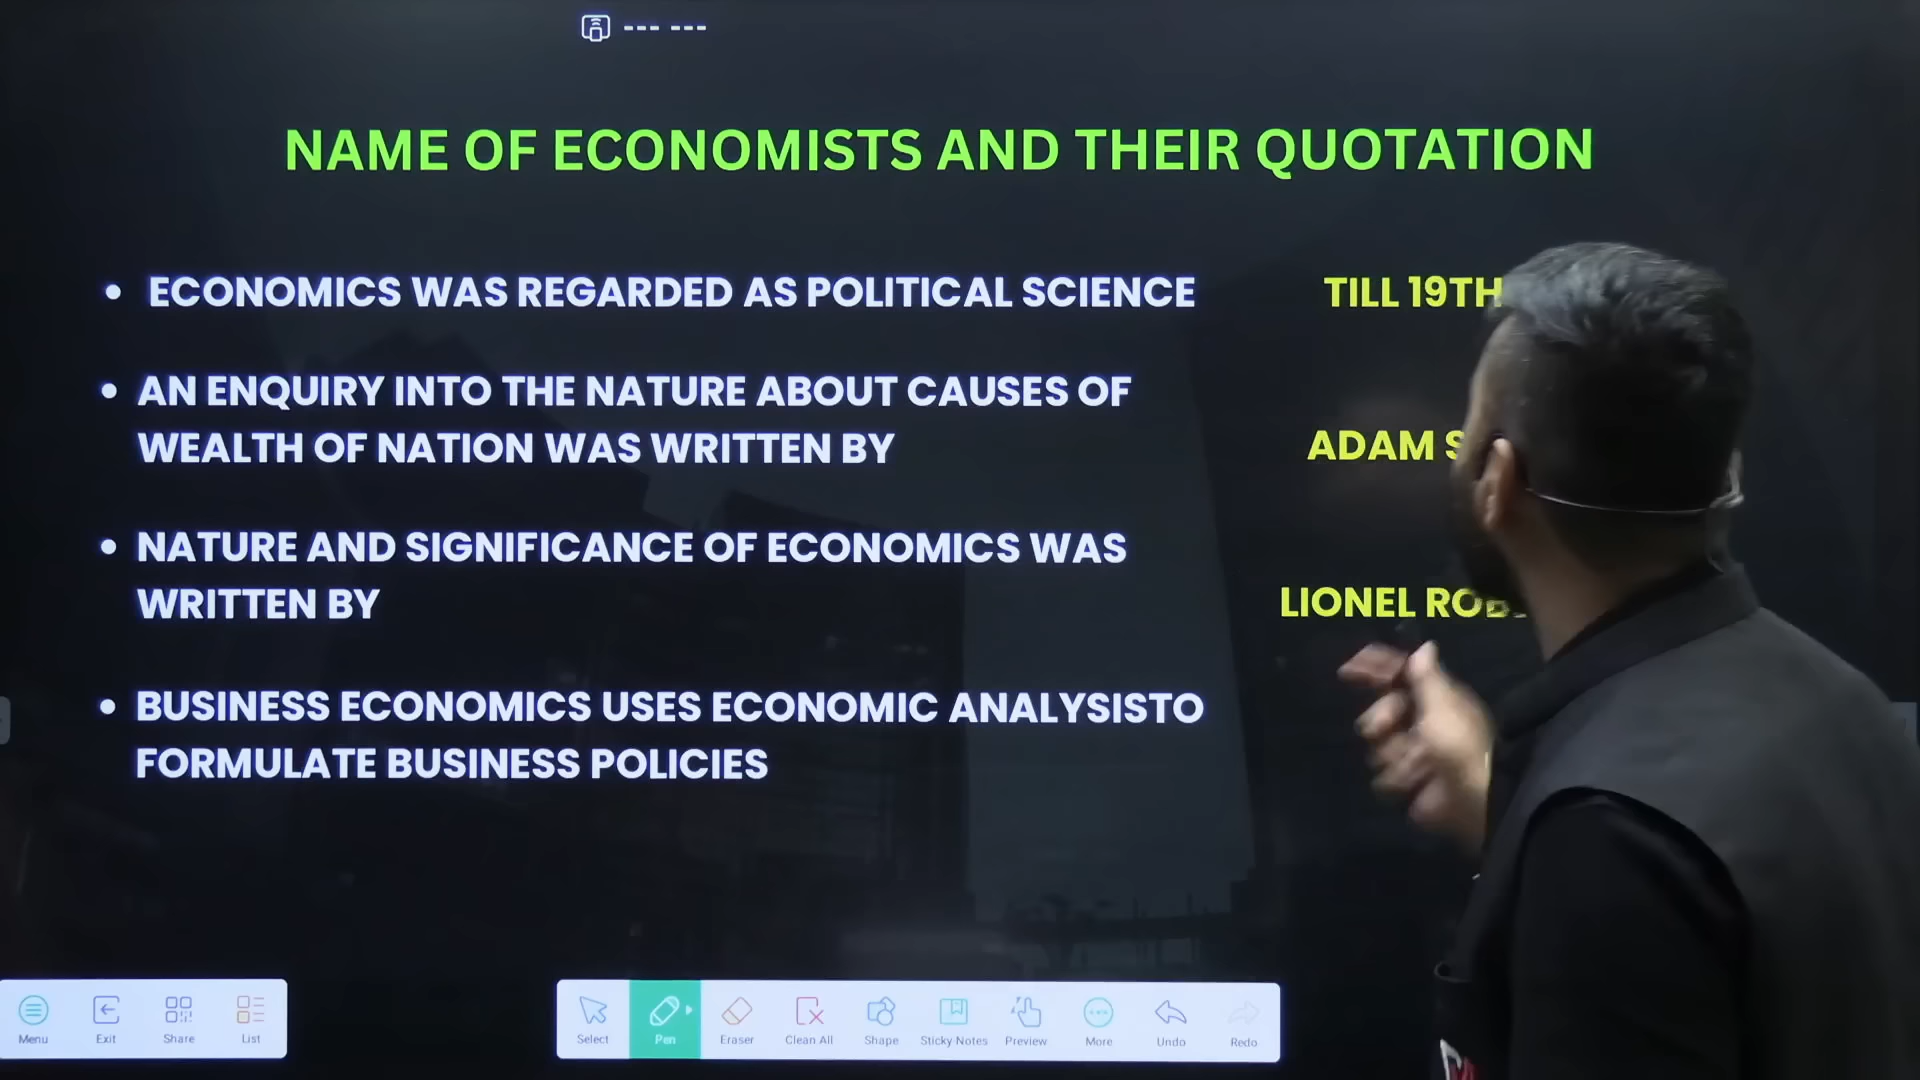 NAME OF ECONOMISTS AND THEIR QUOTATION
• ECONOMICS WAS REGARDED AS POLITICAL SCIENCE TILL 19TH
• AN ENQUIRY INTO THE NATURE ABOUT CAUSES OF
WEALTH OF NATION WAS WRITTEN BY
ADAM
• NATURE AND SIGNIFICANCE OF ECONOMICS WAS
WRITTEN BY
LIONEL
• BUSINESS ECONOMICS USES ECONOMIC ANALYSISTO
FORMULATE BUSINESS POLICIES
Menu Exit Share List Select Pen Eraser Clean All Shape Sticky Notes Preview More Undo Redo